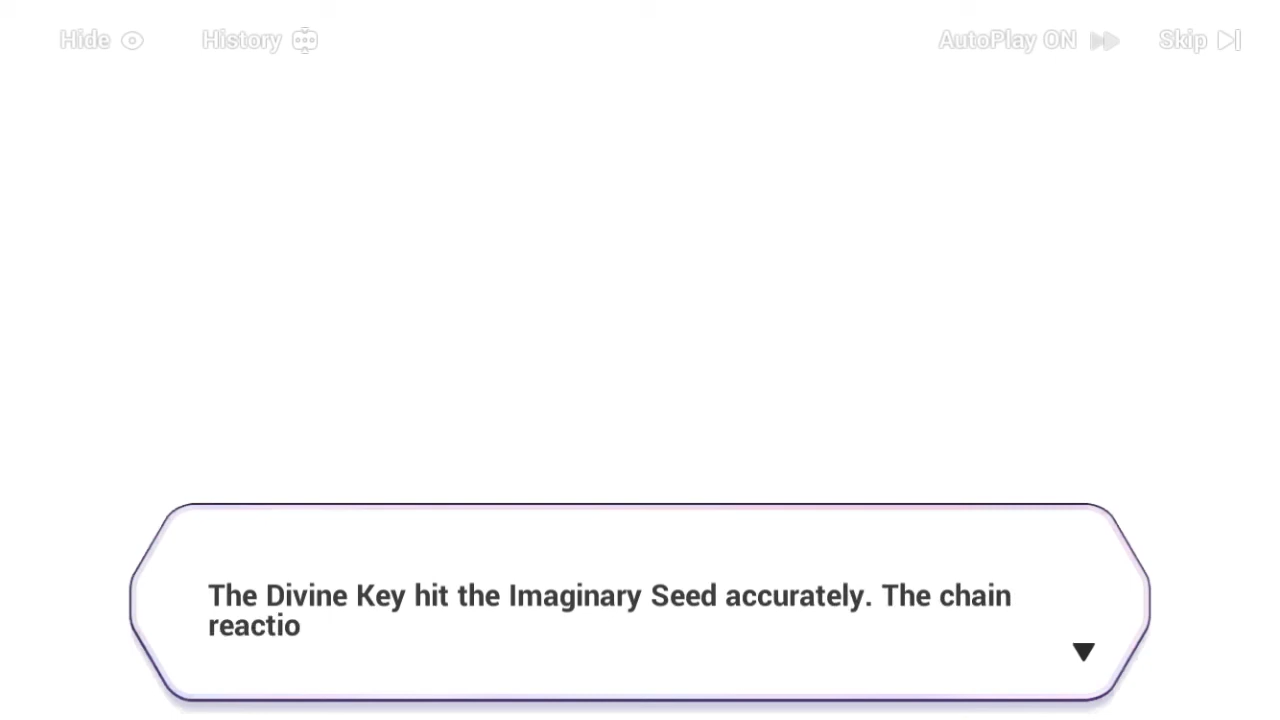 Hide
History
AutoPlay ON
Skip
The Divine Key hit the Imaginary Seed accurately. The chain
reactio